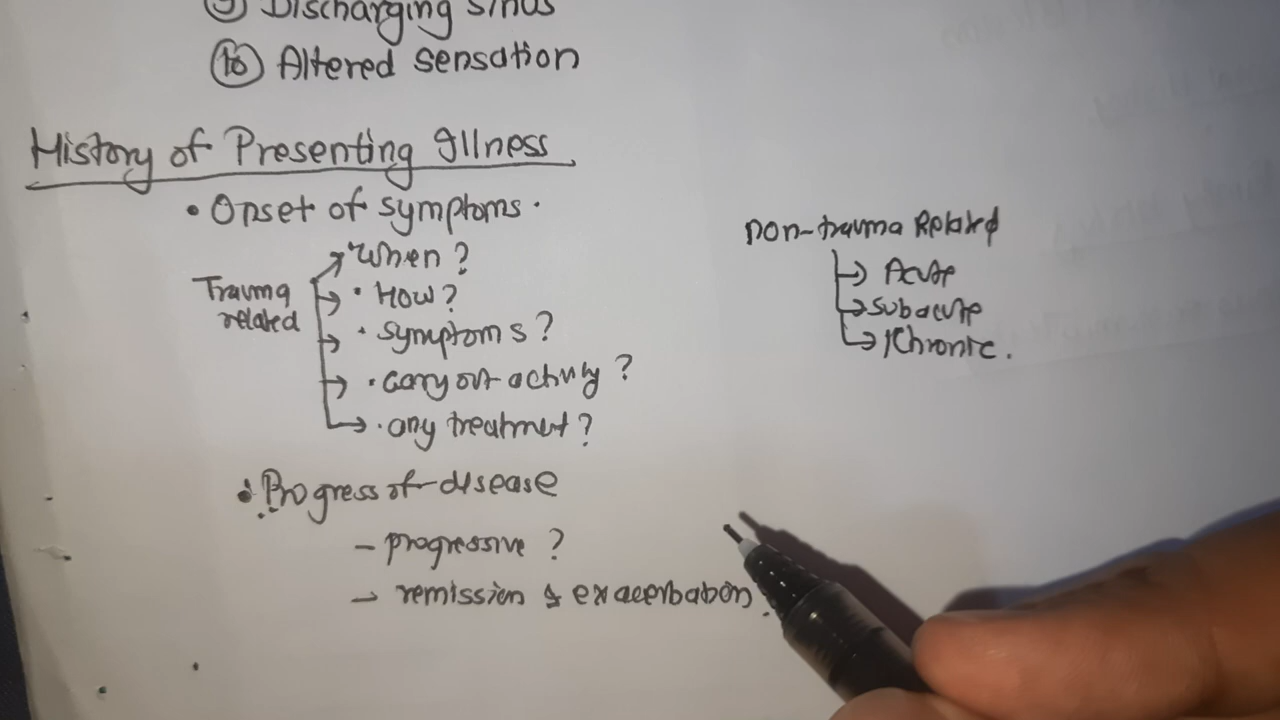 ⑨ Discharging sinus
⑩ Altered sensation
History of Presenting Illness
• Onset of symptoms.
Trauma related
When?
• How?
• symptoms?
• carry out activity?
• any treatment?
non-trauma Related
Acute
subacute
Chronic.
• Progress of disease
- progressive?
→ remission & exacerbation.